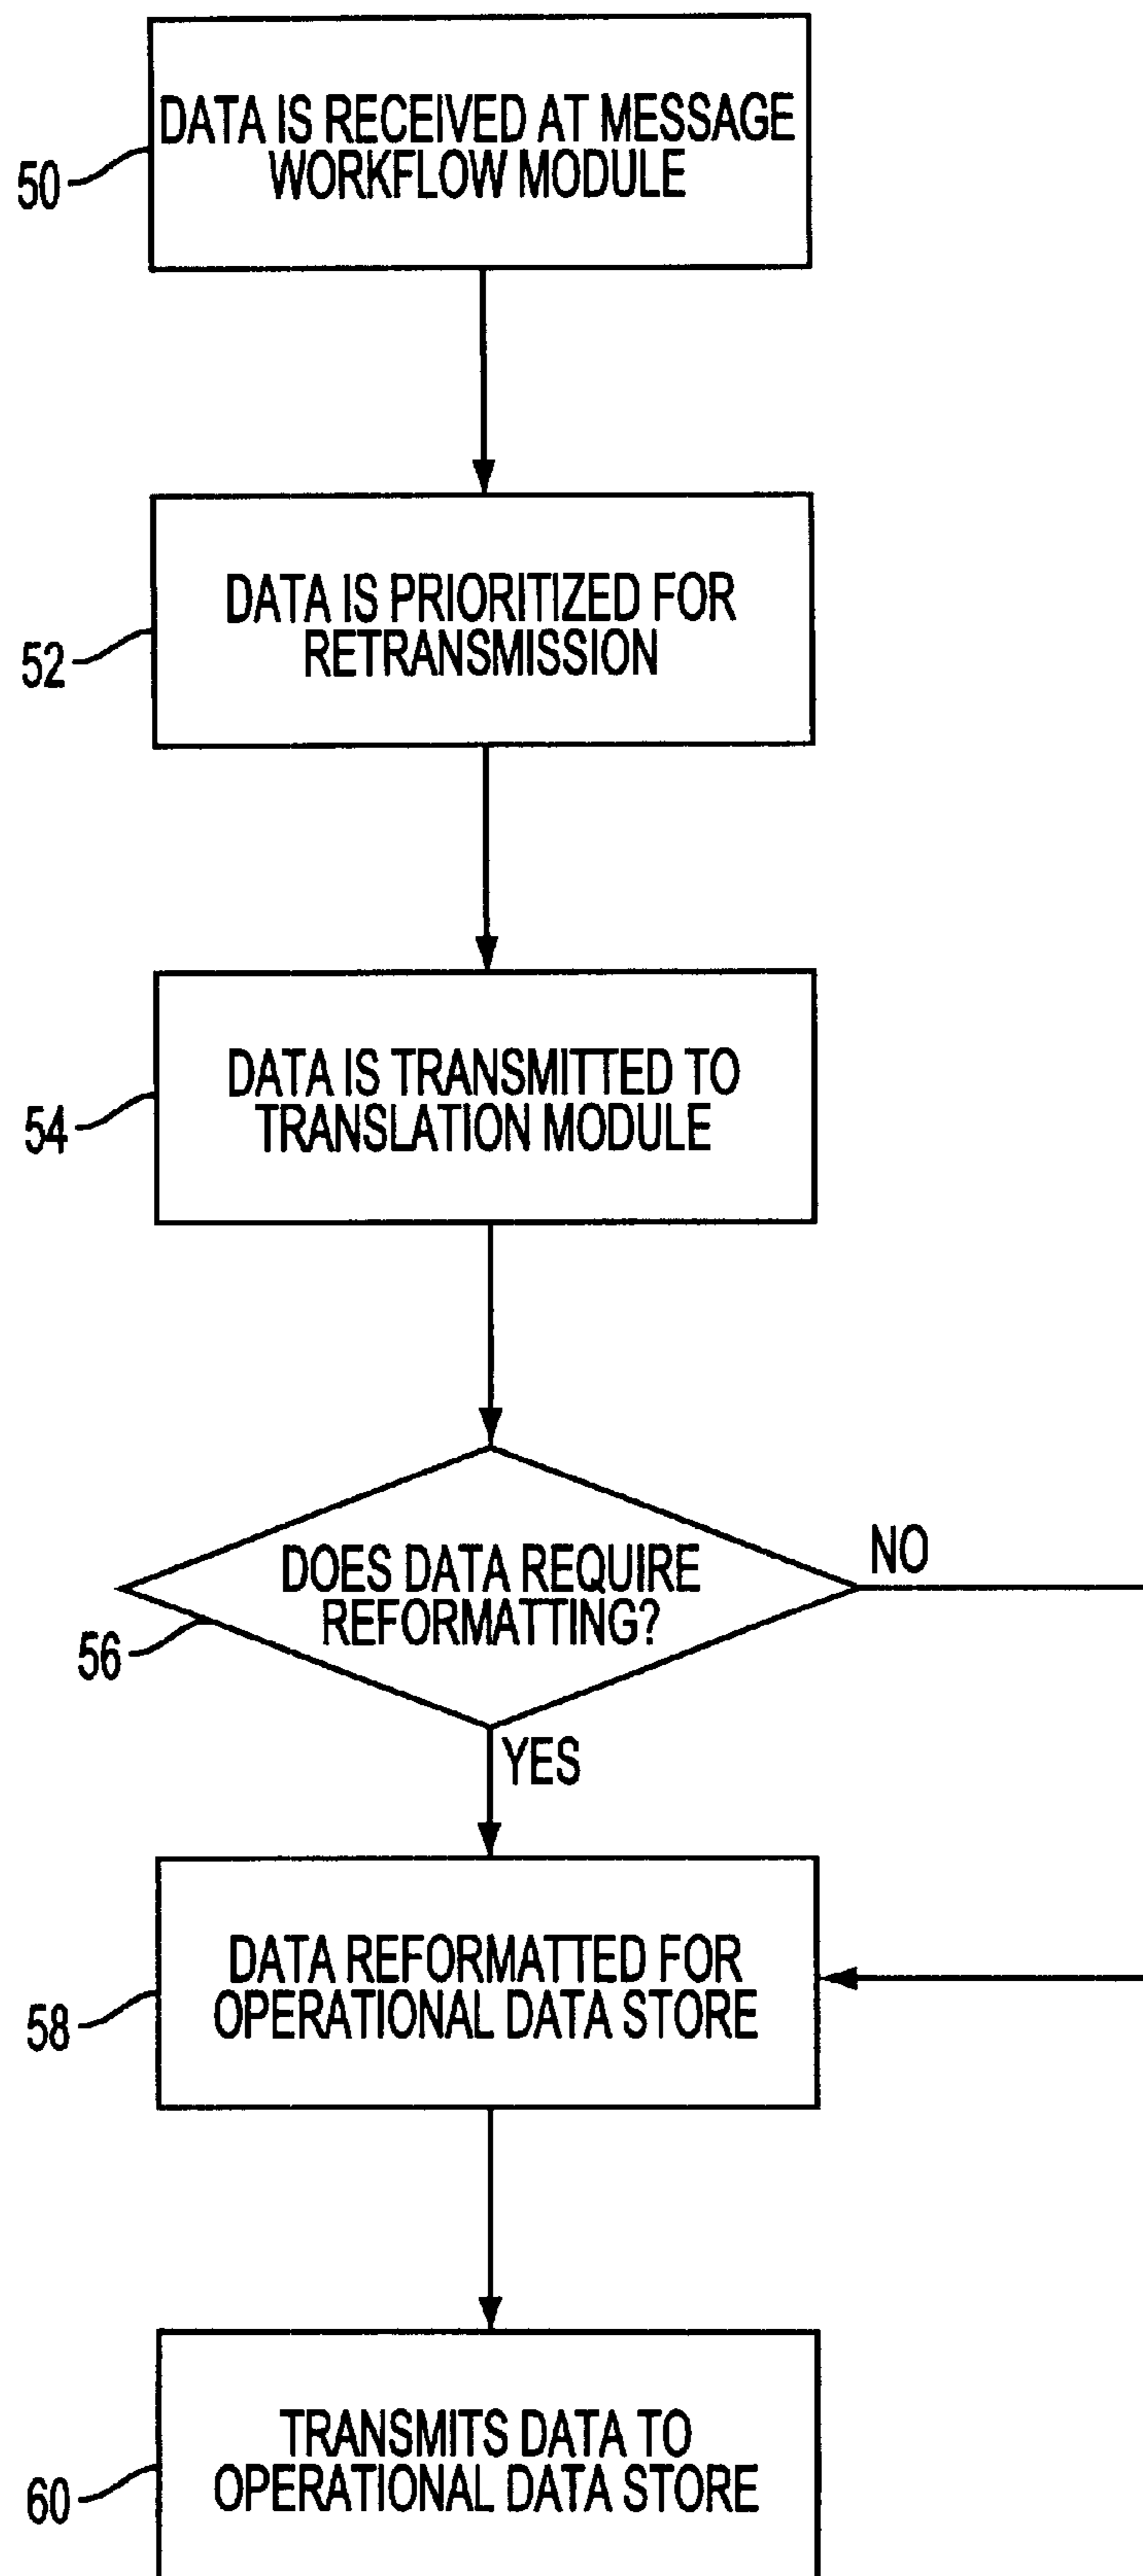 DATA IS RECEIVED AT MESSAGE
WORKFLOW MODULE
50
DATA IS PRIORITIZED FOR
RETRANSMISSION
52
DATA IS TRANSMITTED TO
TRANSLATION MODULE
54
DOES DATA REQUIRE
REFORMATTING?
NO
56
YES
DATA REFORMATTED FOR
OPERATIONAL DATA STORE
58
TRANSMITS DATA TO
OPERATIONAL DATA STORE
60